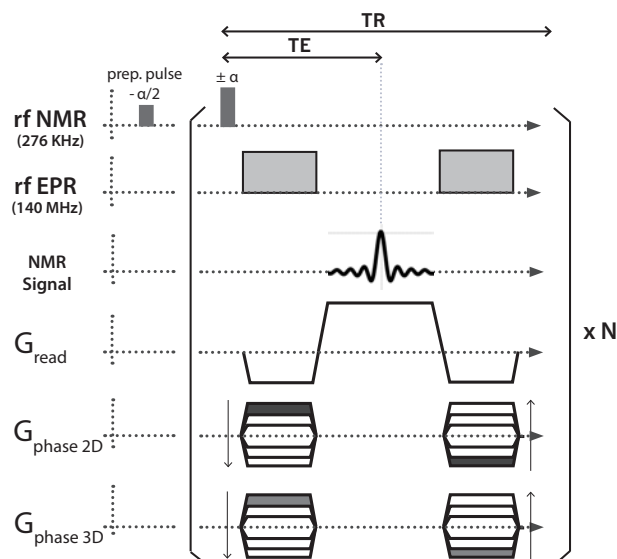 TR
TE
prep. pulse
- α/2
± α
rf NMR
(276 KHz)
rf EPR
(140 MHz)
NMR
Signal
G read
x N
G phase 2D
G phase 3D